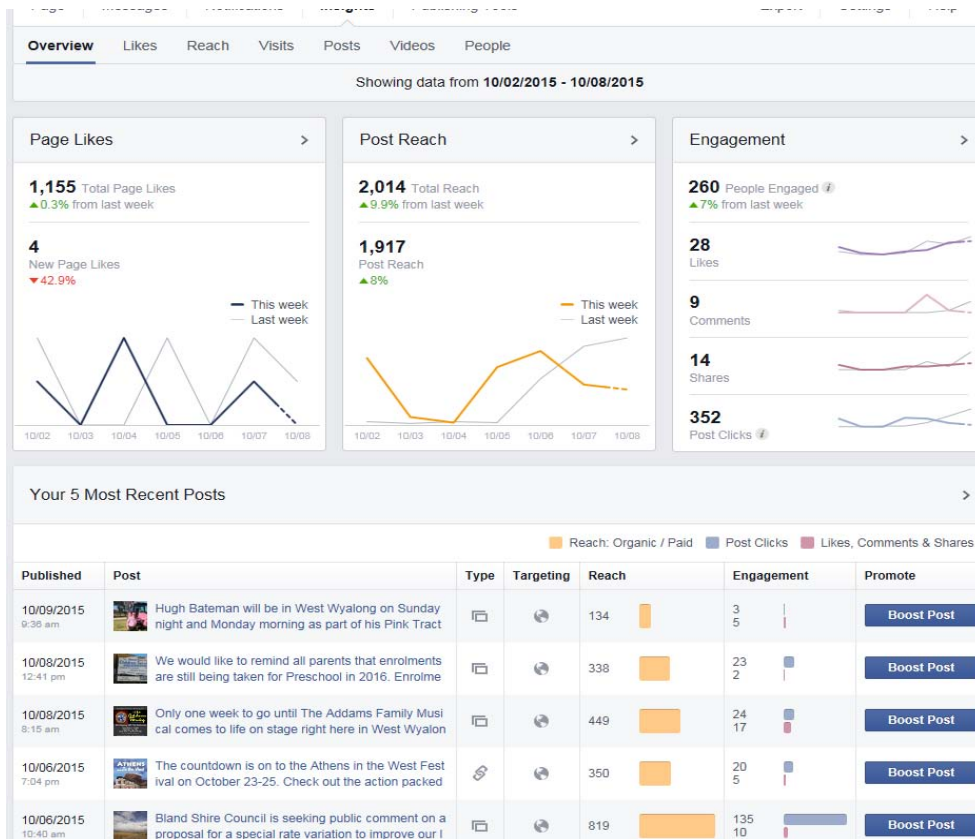 Page Messages Notifications Insights Publishing Tools Export Settings Help
Overview Likes Reach Visits Posts Videos People
Showing data from 10/02/2015 - 10/08/2015
Page Likes >
1,155 Total Page Likes
▲0.3% from last week
4
New Page Likes
▼42.9%
This week
Last week
10/02 10/03 10/04 10/05 10/06 10/07 10/08
Post Reach >
2,014 Total Reach
▲9.9% from last week
1,917
Post Reach
▲8%
This week
Last week
10/02 10/03 10/04 10/05 10/06 10/07 10/08
Engagement >
260 People Engaged i
▲7% from last week
28
Likes
9
Comments
14
Shares
352
Post Clicks i
Your 5 Most Recent Posts >
Reach: Organic / Paid Post Clicks Likes, Comments & Shares
Published Post Type Targeting Reach Engagement Promote
10/09/2015
9:36 am
Hugh Bateman will be in West Wyalong on Sunday
night and Monday morning as part of his Pink Tract
134
3
5
Boost Post
10/08/2015
12:41 pm
We would like to remind all parents that enrolments
are still being taken for Preschool in 2016. Enrolme
338
23
2
Boost Post
10/08/2015
8:15 am
Only one week to go until The Addams Family Musi
cal comes to life on stage right here in West Wyalon
449
24
17
Boost Post
10/06/2015
7:04 pm
ATHENS
The countdown is on to the Athens in the West Fest
ival on October 23-25. Check out the action packed
350
20
5
Boost Post
10/06/2015
10:40 am
Bland Shire Council is seeking public comment on a
proposal for a special rate variation to improve our l
819
135
10
Boost Post